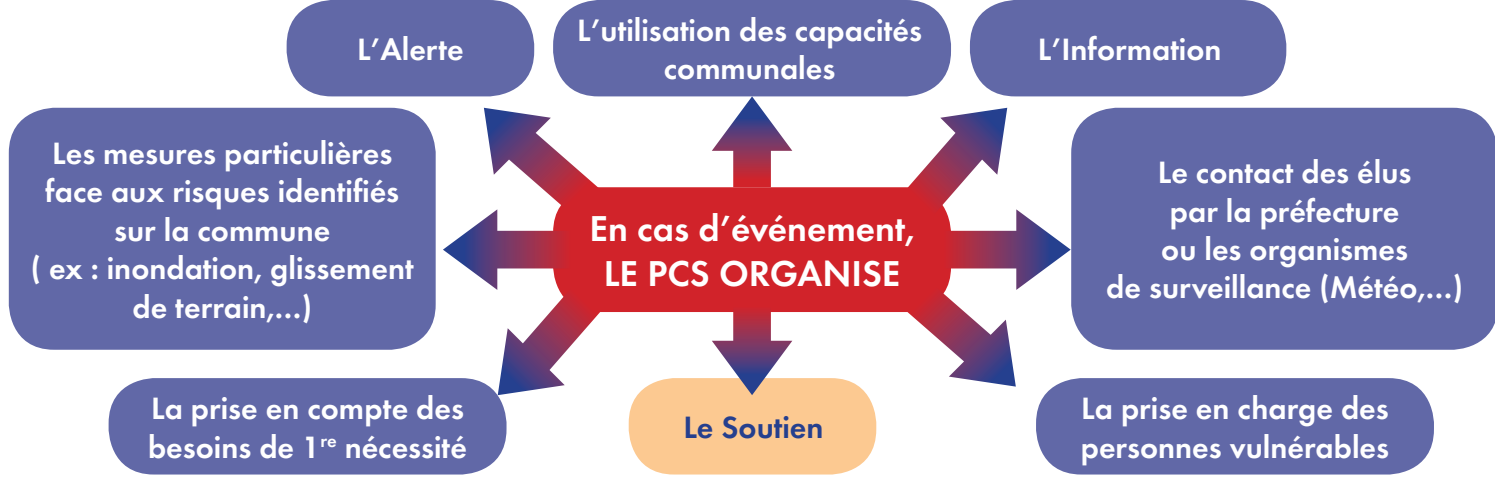 L’Alerte
L’utilisation des capacités
communales
L’Information
Les mesures particulières
face aux risques identifiés
sur la commune
( ex : inondation, glissement
de terrain,...)
En cas d’événement,
LE PCS ORGANISE
Le contact des élus
par la préfecture
ou les organismes
de surveillance (Météo,...)
La prise en compte des
besoins de 1re nécessité
Le Soutien
La prise en charge des
personnes vulnérables